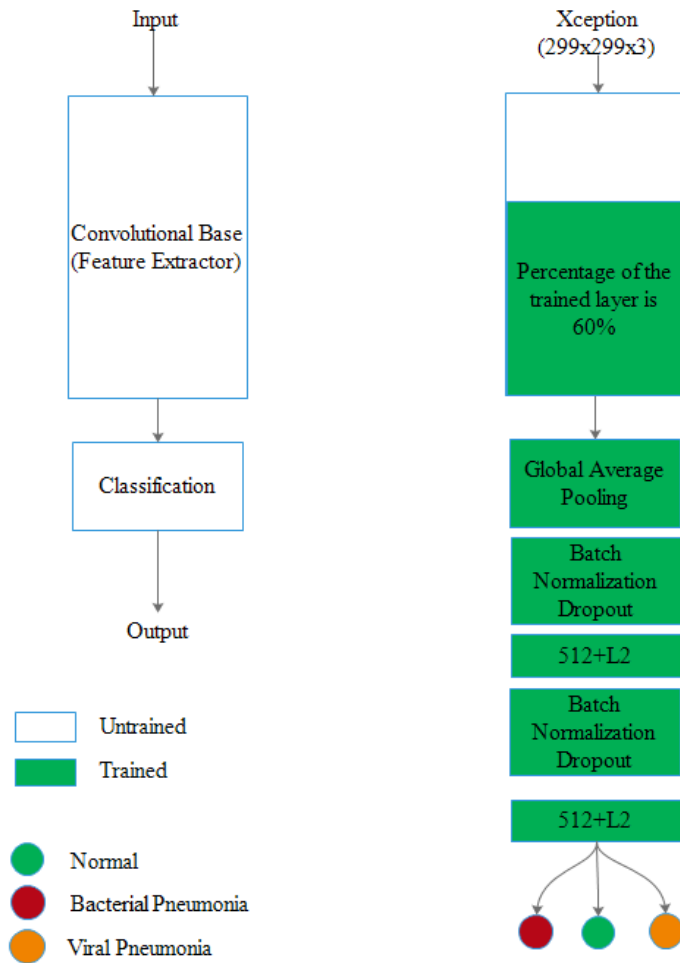 Input
Convolutional Base
(Feature Extractor)
Classification
Output
Untrained
Trained
Normal
Bacterial Pneumonia
Viral Pneumonia
Xception
(299x299x3)
Percentage of the
trained layer is
60%
Global Average
Pooling
Batch
Normalization
Dropout
512+L2
Batch
Normalization
Dropout
512+L2